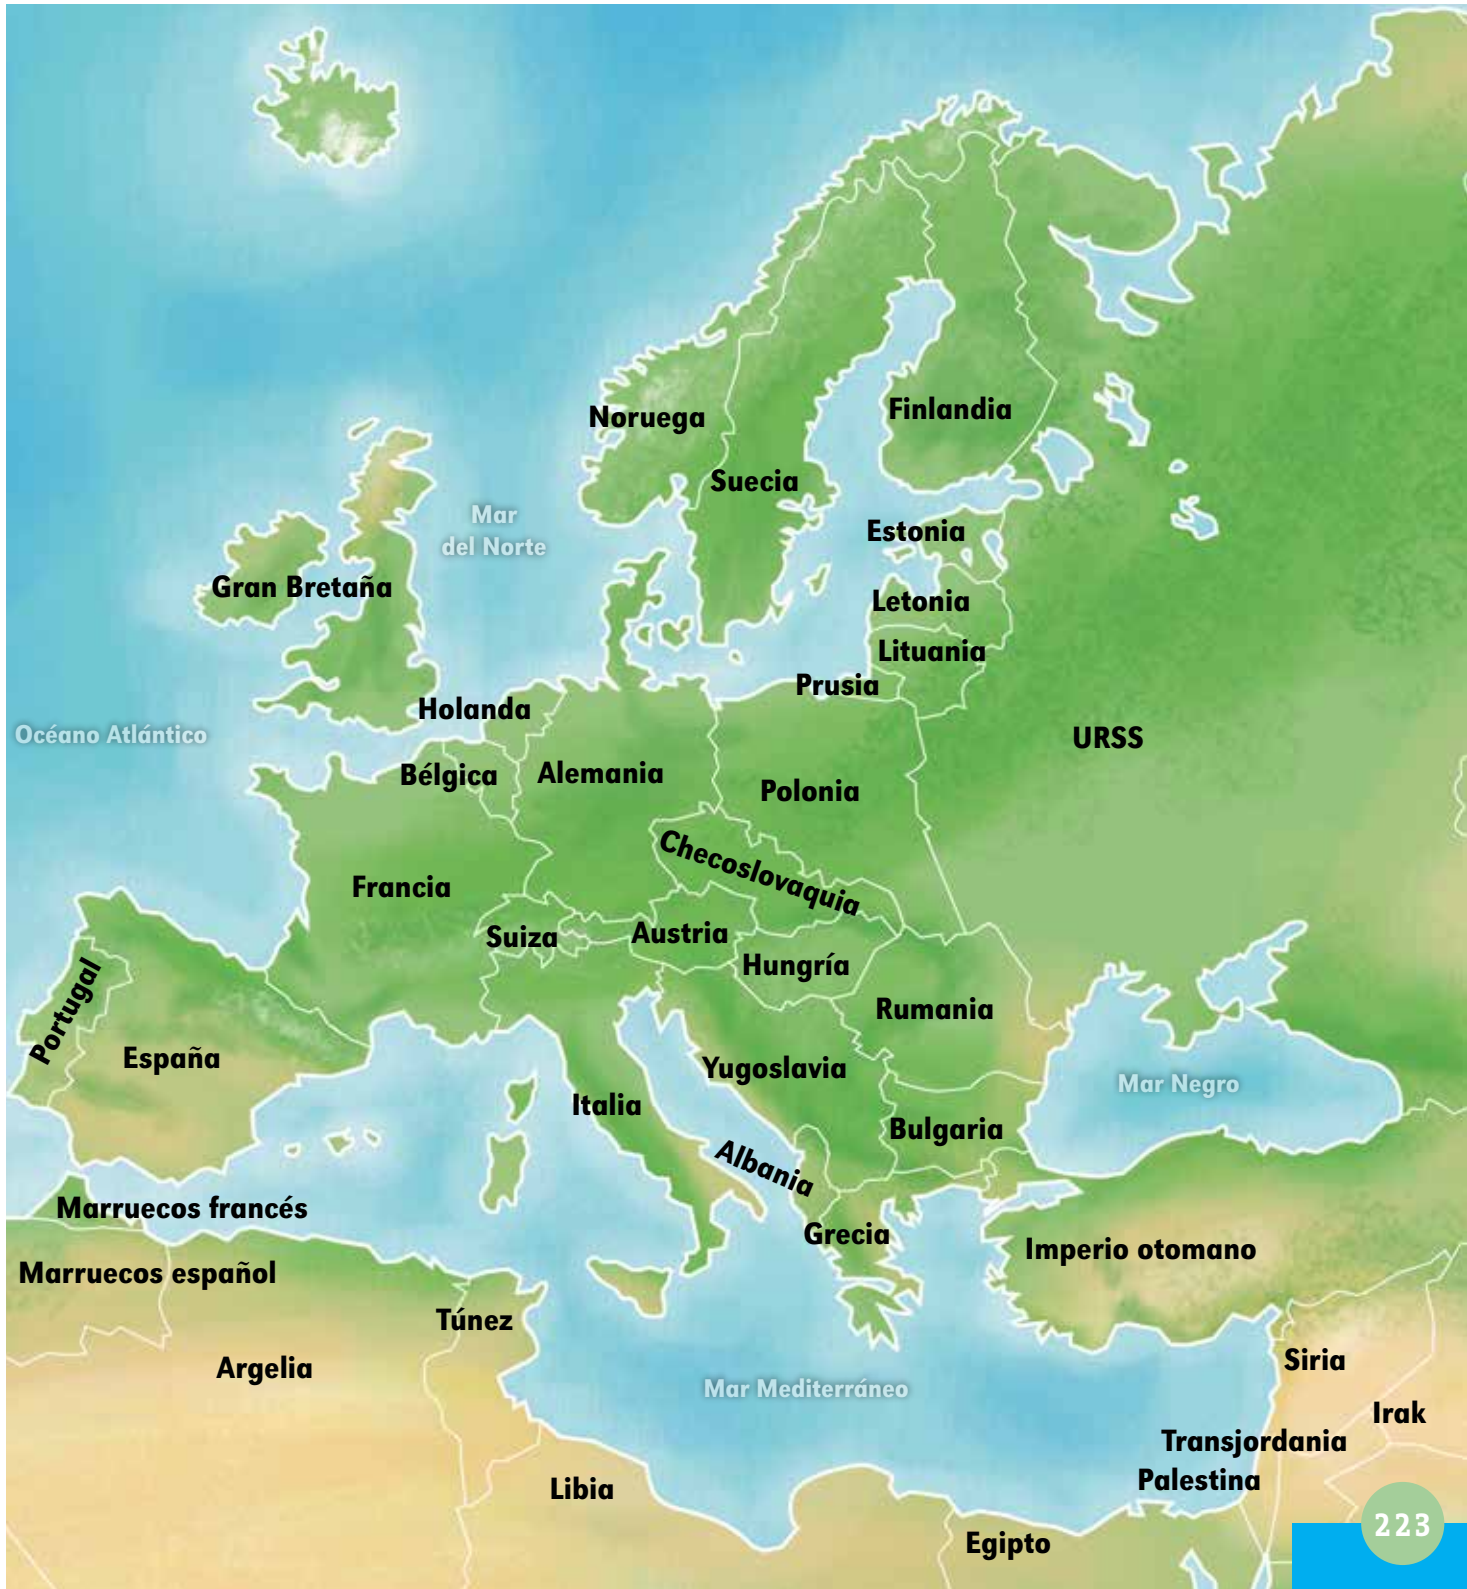 Noruega
Finlandia
Suecia
Mar
del Norte
Estonia
Gran Bretaña
Letonia
Lituania
Prusia
Holanda
Océano Atlántico
URSS
Bélgica
Alemania
Polonia
Checoslovaquia
Francia
Suiza
Austria
Hungría
Portugal
España
Rumania
Yugoslavia
Mar Negro
Italia
Bulgaria
Albania
Marruecos francés
Grecia
Imperio otomano
Marruecos español
Túnez
Argelia
Siria
Mar Mediterráneo
Irak
Transjordania
Palestina
Libia
Egipto
223